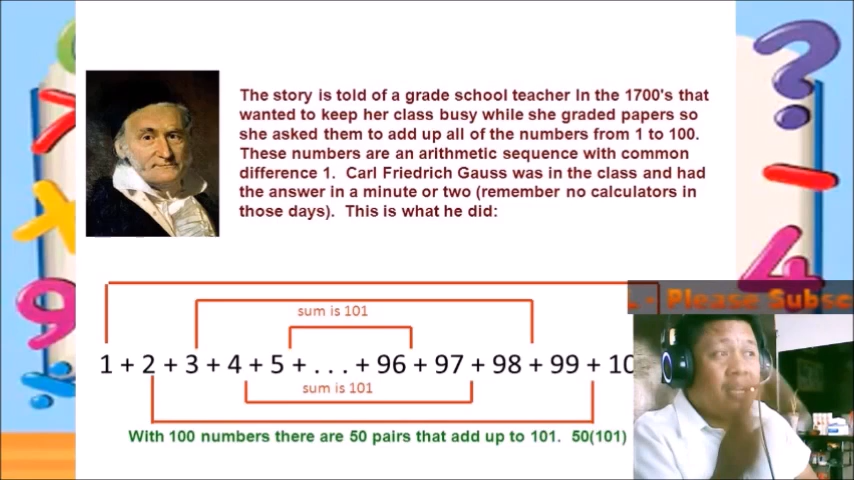 The story is told of a grade school teacher In the 1700's that
wanted to keep her class busy while she graded papers so
she asked them to add up all of the numbers from 1 to 100.
These numbers are an arithmetic sequence with common
difference 1. Carl Friedrich Gauss was in the class and had
the answer in a minute or two (remember no calculators in
those days). This is what he did:
- Please Subsc
sum is 101
1 + 2 + 3 + 4 + 5 + . . . + 96 + 97 + 98 + 99 + 10
sum is 101
With 100 numbers there are 50 pairs that add up to 101. 50(101)
? 7 - X 4 9 ÷